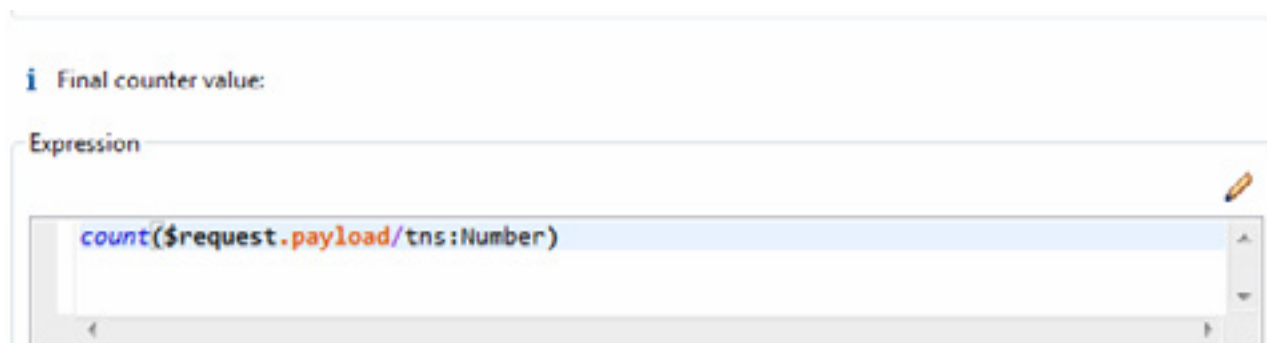 i Final counter value:
Expression
count($request.payload/tns:Number)